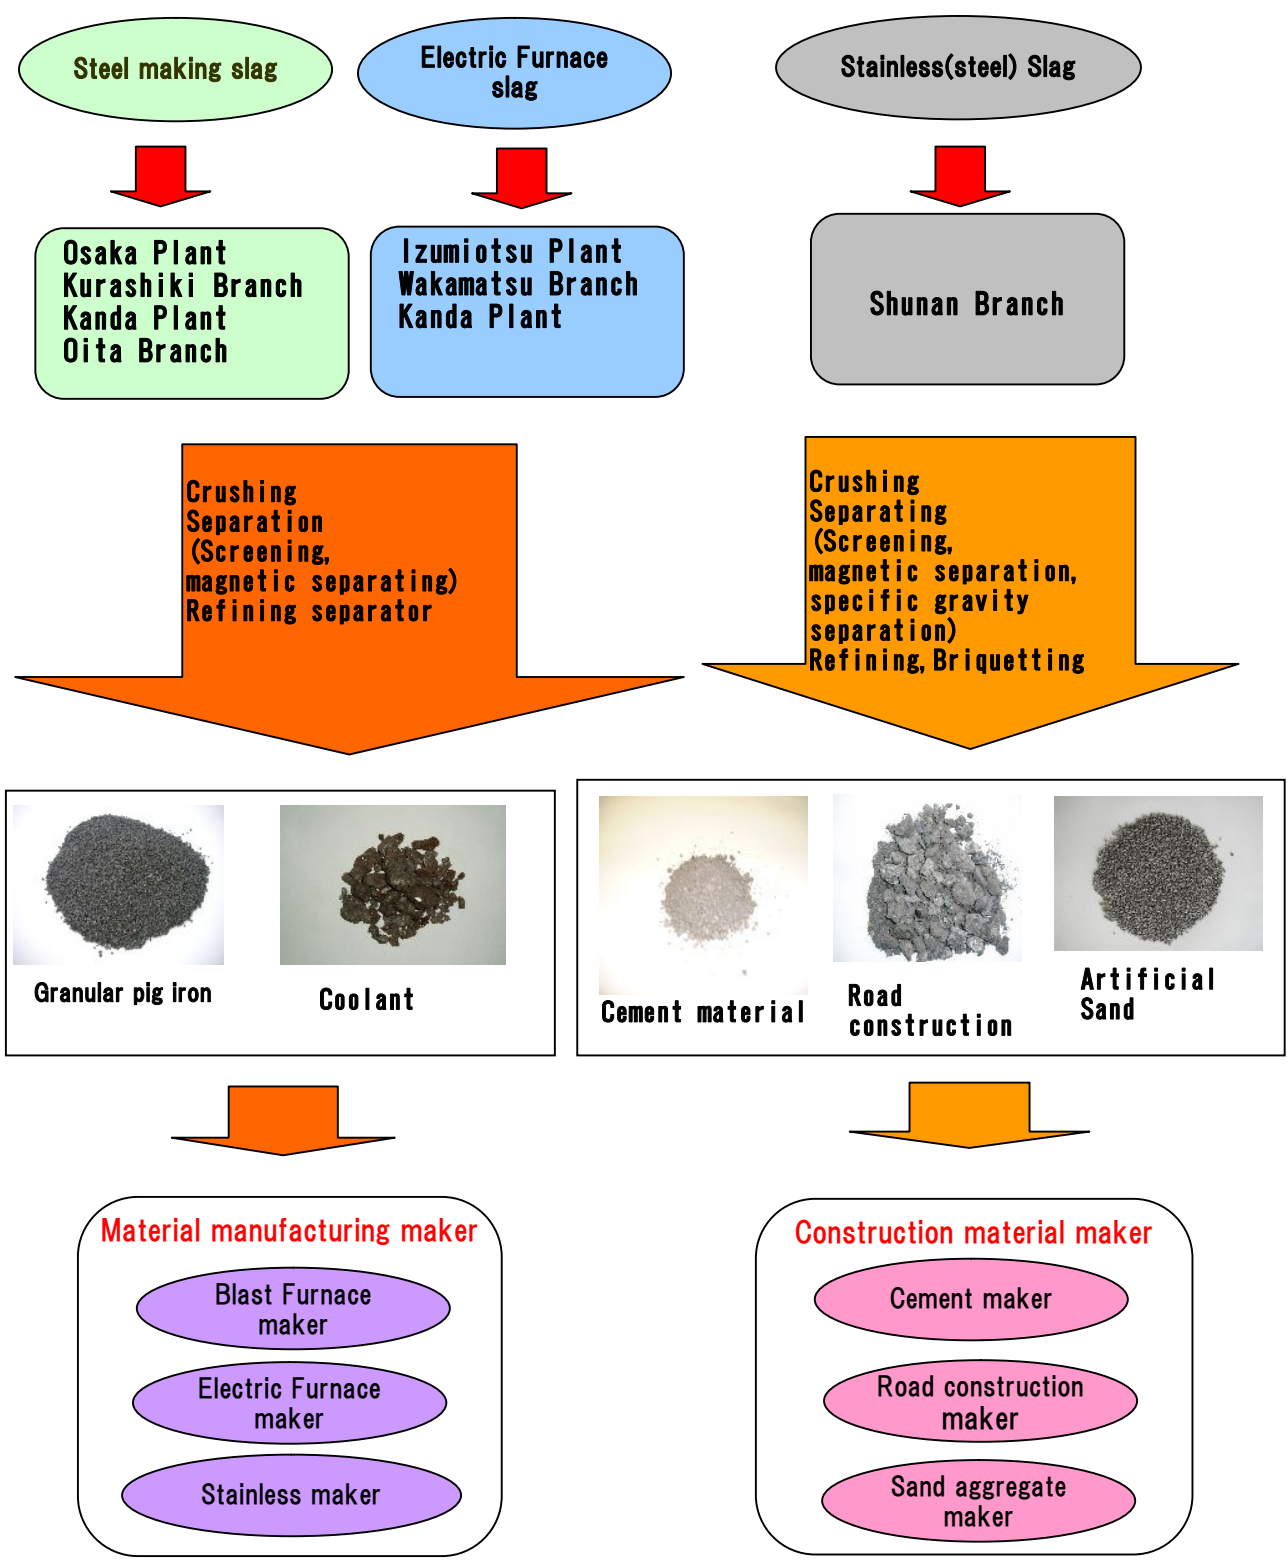 Steel making slag
Electric Furnace
slag
Stainless(steel) Slag
Osaka Plant
Kurashiki Branch
Kanda Plant
Oita Branch
Izumiotsu Plant
Wakamatsu Branch
Kanda Plant
Shunan Branch
Crushing
Separation
(Screening,
magnetic separating)
Refining separator
Crushing
Separating
(Screening,
magnetic separation,
specific gravity
separation)
Refining, Briquetting
Granular pig iron
Coolant
Cement material
Road
construction
Artificial
Sand
Material manufacturing maker
Blast Furnace
maker
Electric Furnace
maker
Stainless maker
Construction material maker
Cement maker
Road construction
maker
Sand aggregate
maker